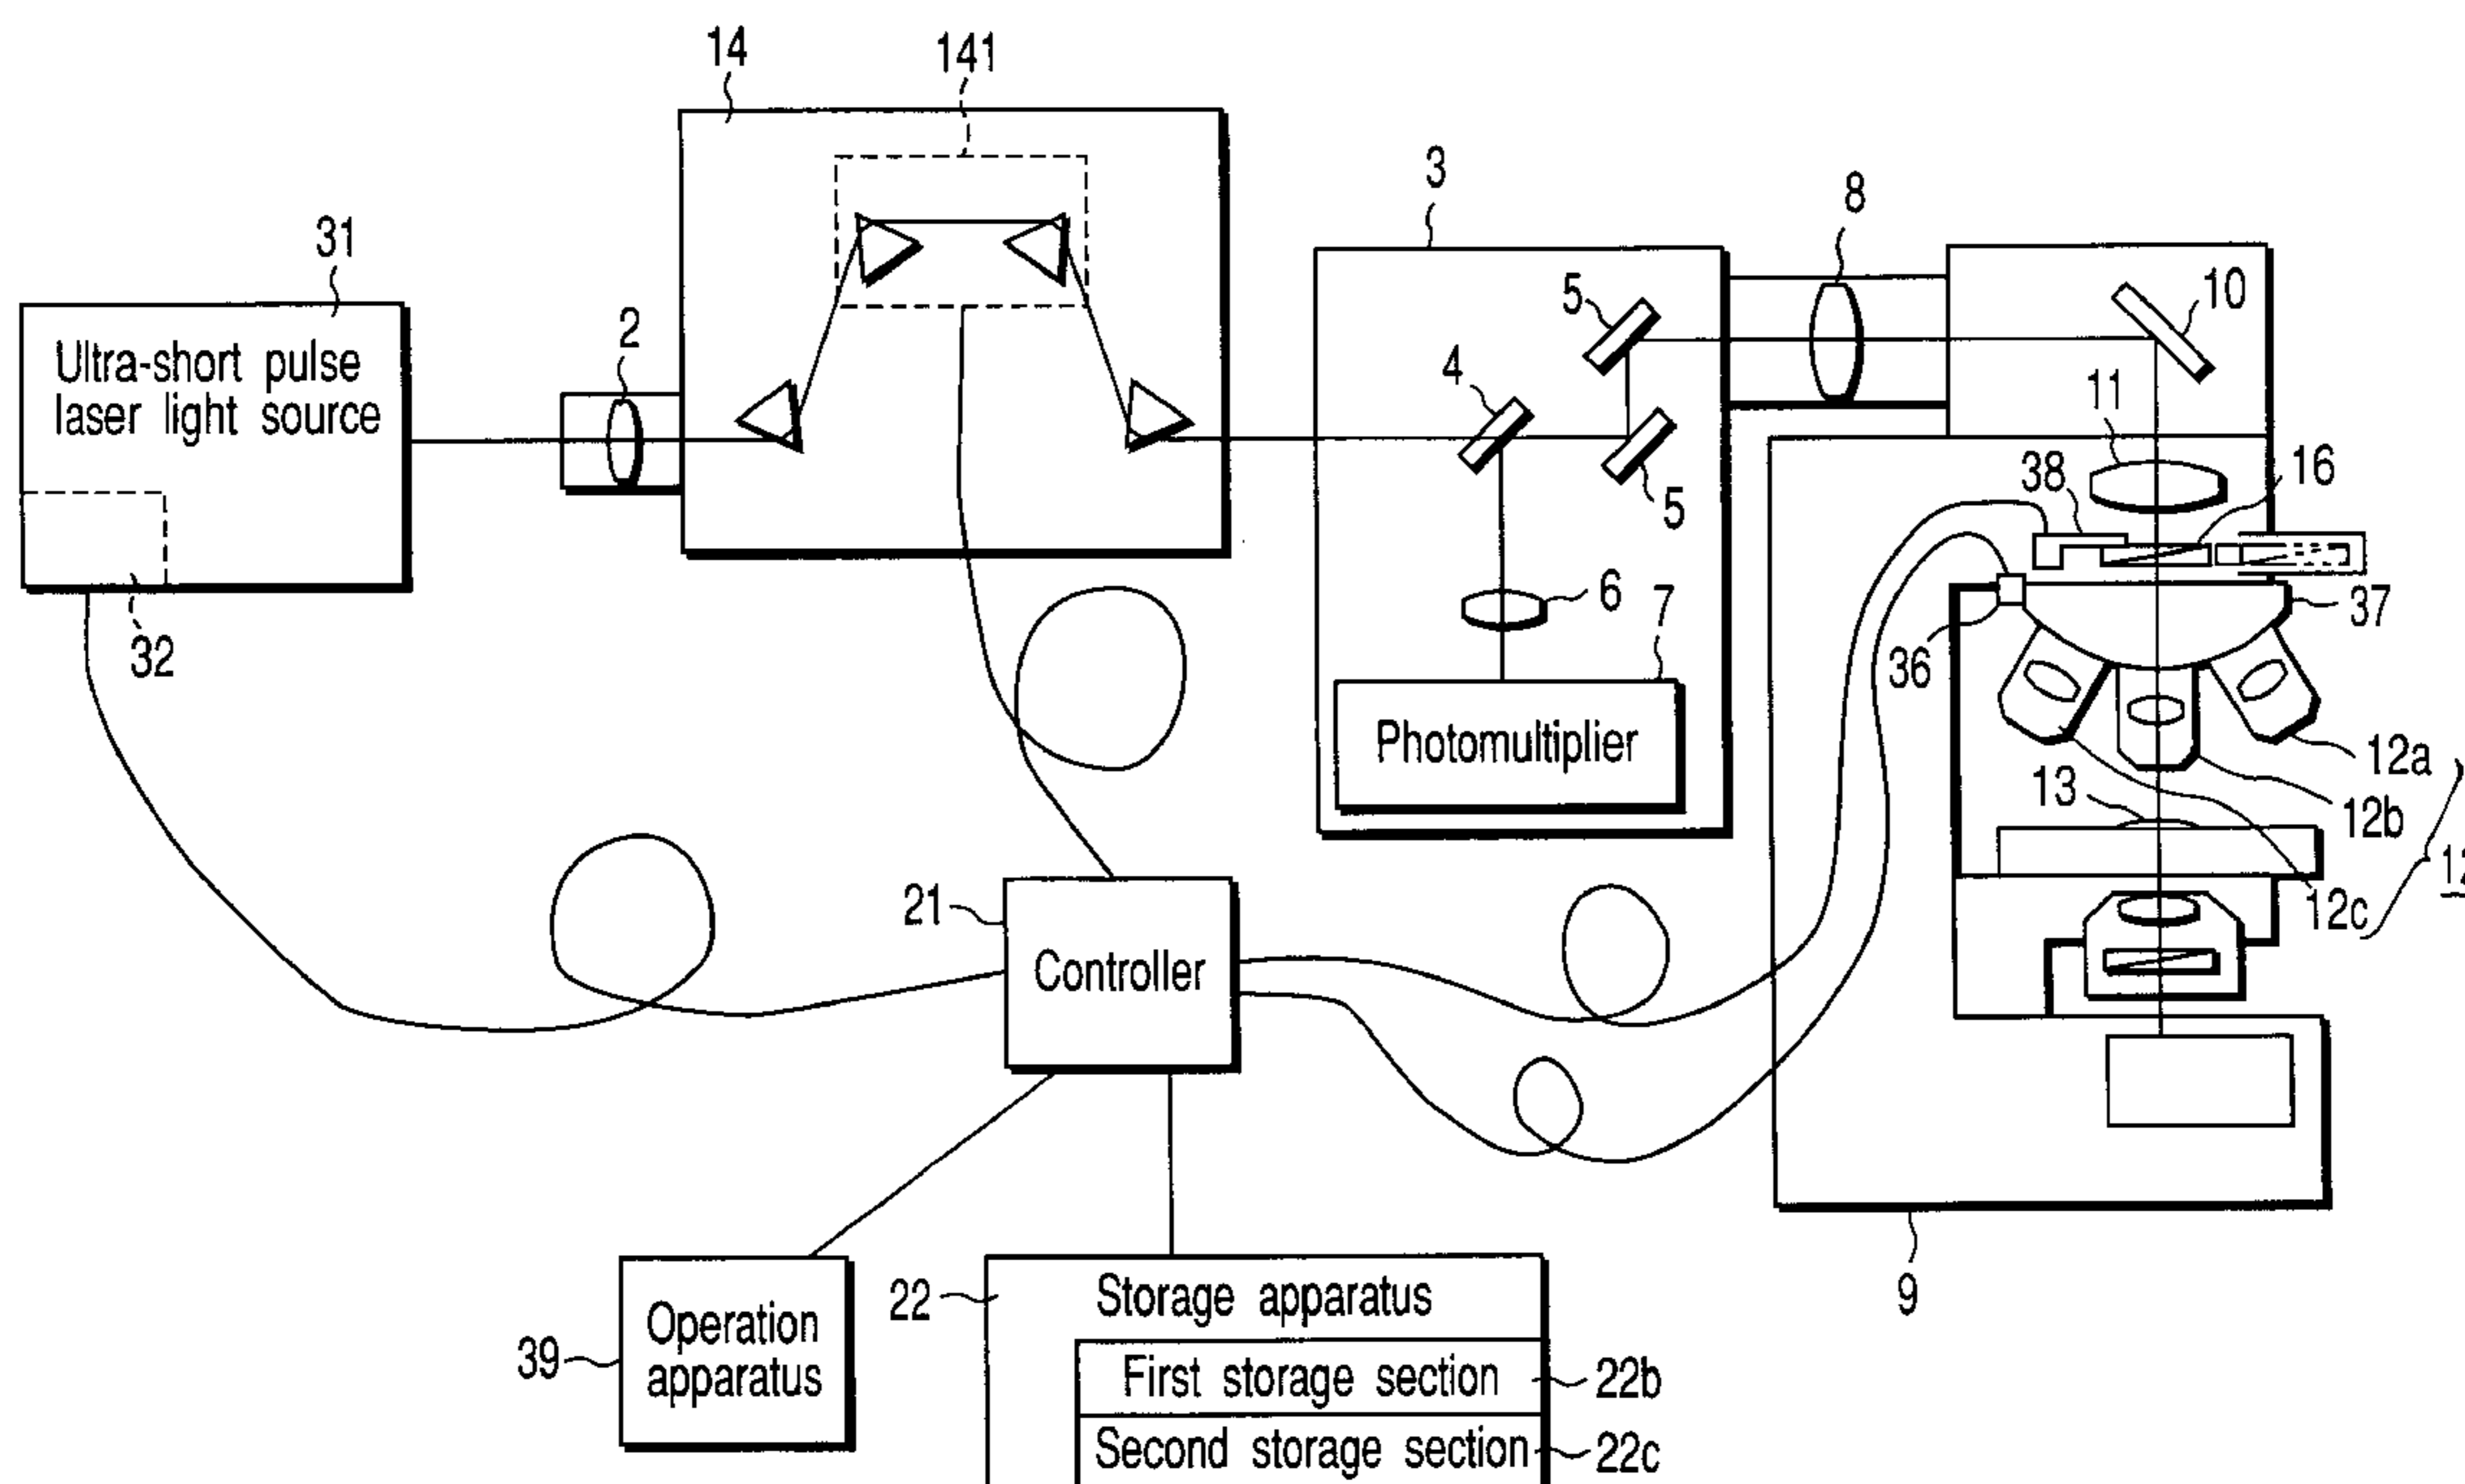 14
141
3
8
31
Ultra-short pulse
laser light source
2
5
10
4
11
38
16
5
32
6
7
36
37
Photomultiplier
12a
13
12b
12
12c
21
Controller
9
22
Storage apparatus
39
Operation
apparatus
First storage section
22b
Second storage section
22c